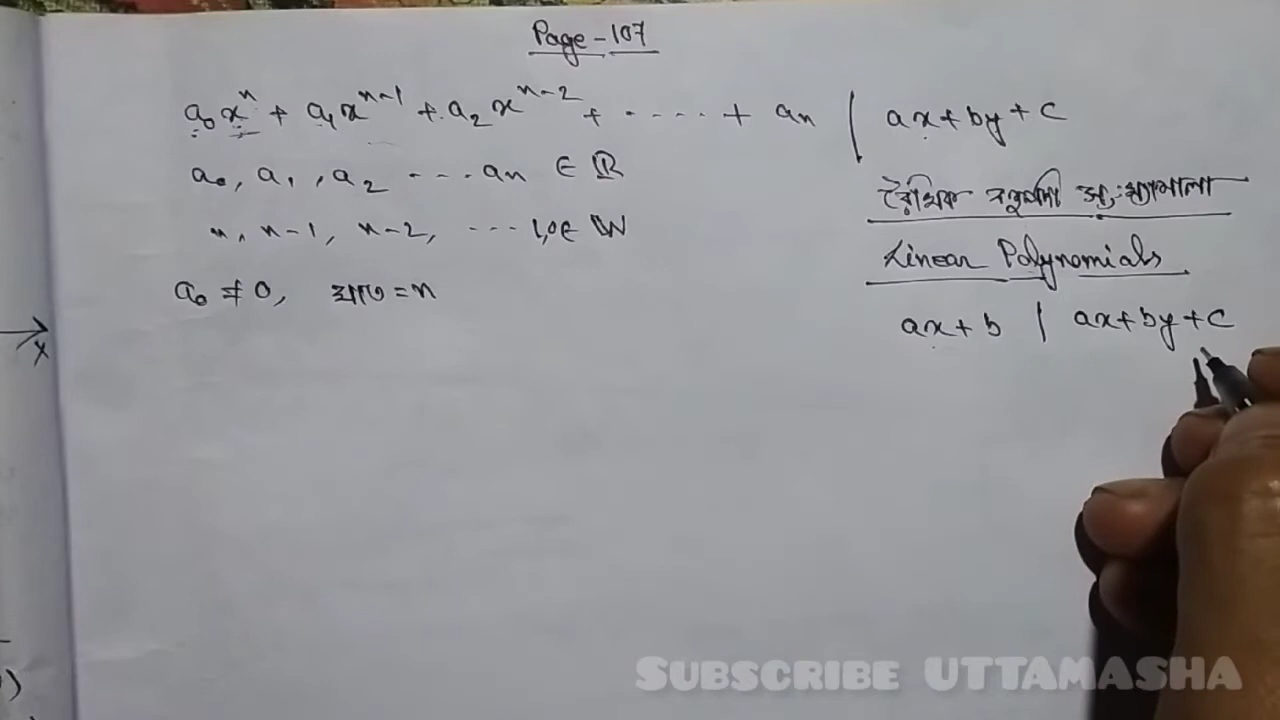 Page - 107
a₀xⁿ + a₁xⁿ⁻¹ + a₂xⁿ⁻² + ..... + aₙ | ax + by + c
a₀, a₁, a₂ ... aₙ ∈ ℝ
n, n-1, n-2, ... 1,0 ∈ W
a₀ ≠ 0, ঘাত = n
রৈখিক বহুপদী সংখ্যামালা
Linear Polynomials
ax + b | ax + by + c
x
)
SUBSCRIBE UTTAMASHA